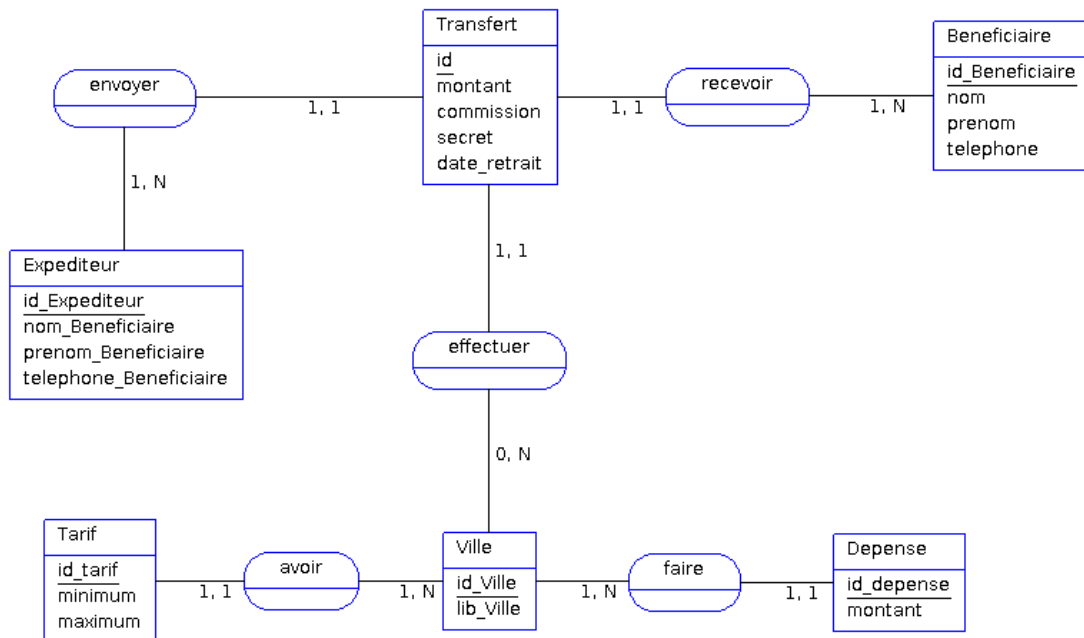 Transfert
id
montant
commission
secret
date_retrait
Beneficiaire
id_Beneficiaire
nom
prenom
telephone
envoyer
recevoir
1, 1
1, 1
1, N
1, N
Expediteur
id_Expediteur
nom_Beneficiaire
prenom_Beneficiaire
telephone_Beneficiaire
1, 1
effectuer
0, N
Tarif
id_tarif
minimum
maximum
avoir
1, 1
1, N
Ville
id_Ville
lib_Ville
faire
1, N
1, 1
Depense
id_depense
montant